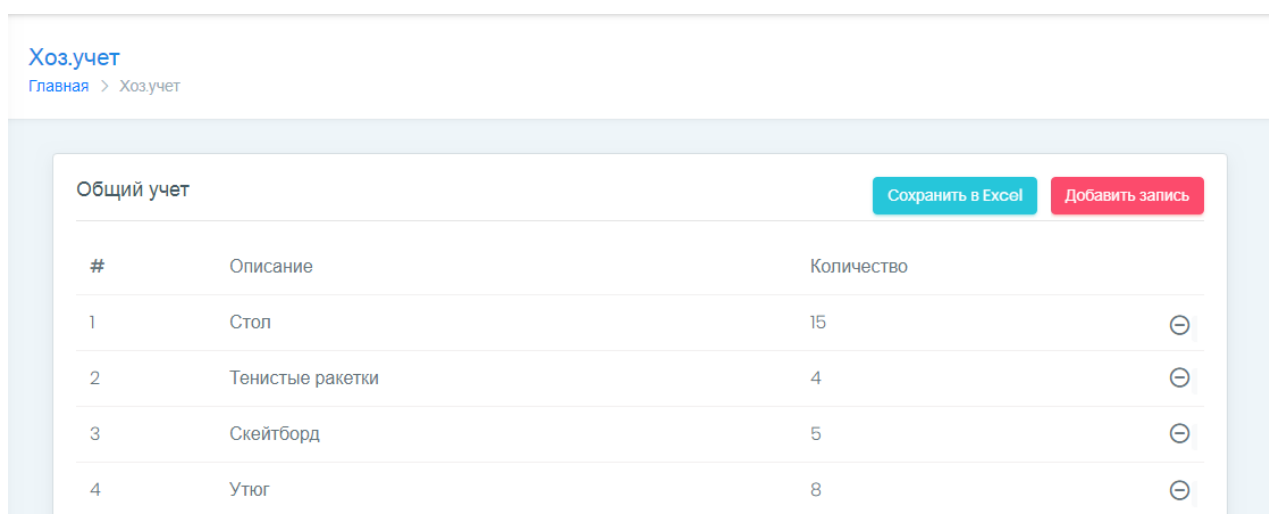 Хоз.учет
Главная > Хоз.учет
Общий учет
Сохранить в Excel Добавить запись
# Описание Количество
1 Стол 15
2 Тенистые ракетки 4
3 Скейтборд 5
4 Утюг 8